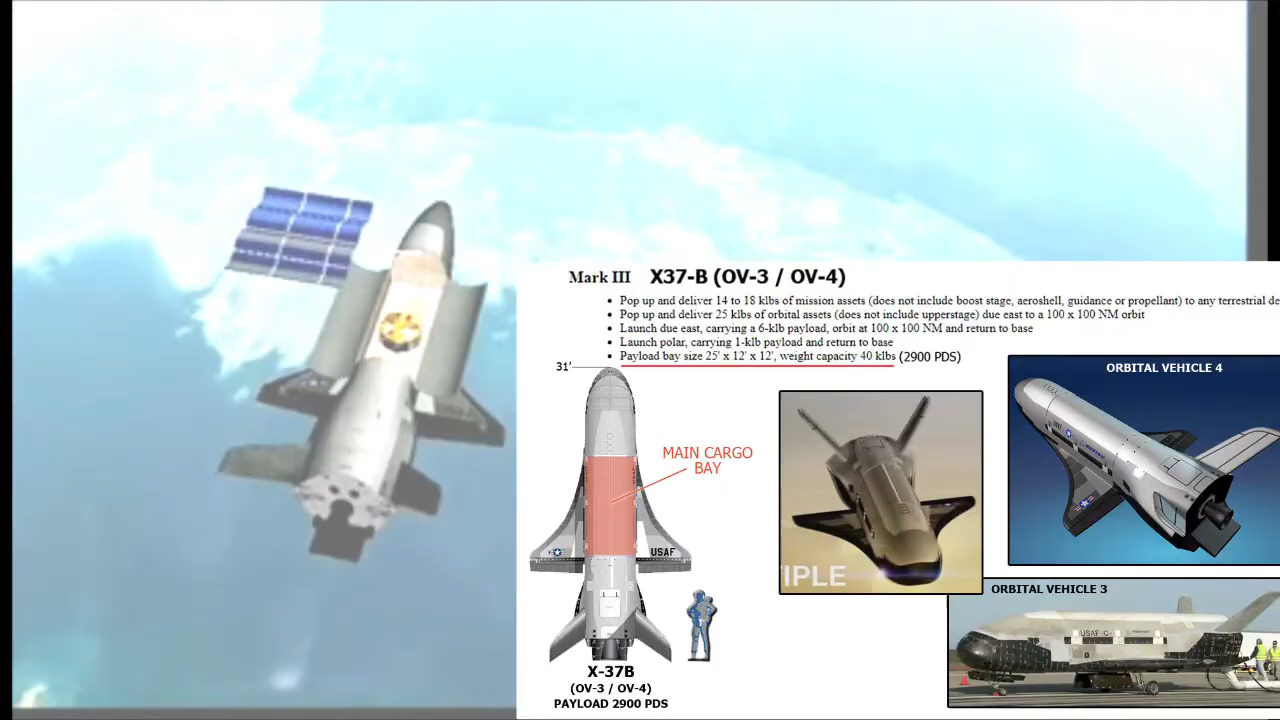 Mark III X37-B (OV-3 / OV-4)
• Pop up and deliver 14 to 18 klbs of mission assets (does not include boost stage, aeroshell, guidance or propellant) to any terrestrial de
• Pop up and deliver 25 klbs of orbital assets (does not include upperstage) due east to a 100 x 100 NM orbit
• Launch due east, carrying a 6-klb payload, orbit at 100 x 100 NM and return to base
• Launch polar, carrying 1-klb payload and return to base
• Payload bay size 25' x 12' x 12', weight capacity 40 klbs (2900 PDS)
31'
MAIN CARGO
BAY
USAF
X-37B
(OV-3 / OV-4)
PAYLOAD 2900 PDS
TIPLE
ORBITAL VEHICLE 4
ORBITAL VEHICLE 3
USAF